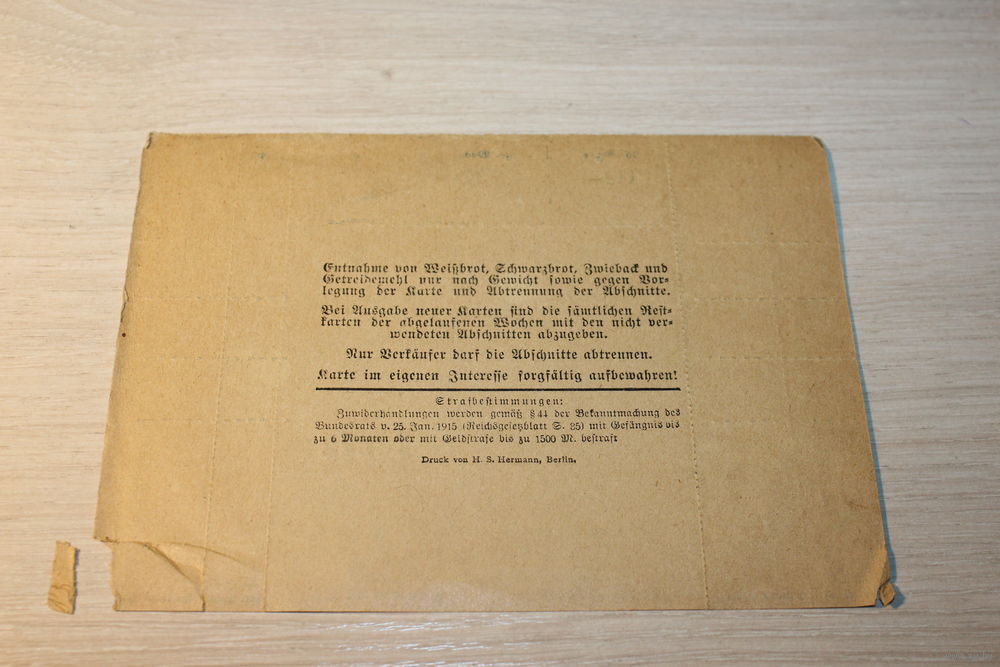 Entnahme von Weißbrot, Schwarzbrot, Zwieback und
Getreidemehl nur nach Gewicht sowie gegen Vor-
legung der Karte und Abtrennung der Abschnitte.
Bei Ausgabe neuer Karten sind die sämtlichen Rest-
karten der abgelaufenen Wochen mit den nicht ver-
wendeten Abschnitten abzugeben.
Nur Verkäufer darf die Abschnitte abtrennen.
Karte im eigenen Interesse sorgfältig aufbewahren!
Strafbestimmungen:
Zuwiderhandlungen werden gemäß § 44 der Bekanntmachung des
Bundesrats v. 25. Jan. 1915 (Reichsgesetzblatt S. 35) mit Gefängnis bis
zu 6 Monaten oder mit Geldstrafe bis zu 1500 M. bestraft
Druck von H. S. Hermann, Berlin.